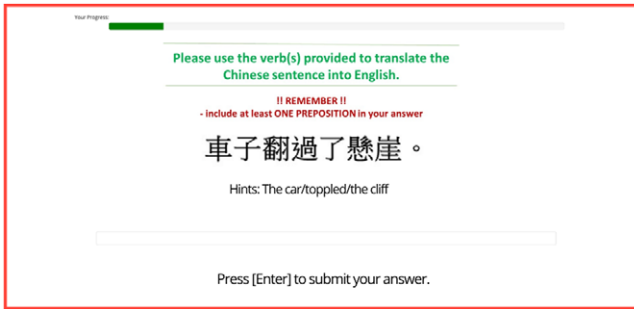 Your Progress:
Please use the verb(s) provided to translate the
Chinese sentence into English.
!! REMEMBER !!
- include at least ONE PREPOSITION in your answer
車子翻過了懸崖。
Hints: The car/toppled/the cliff
Press [Enter] to submit your answer.